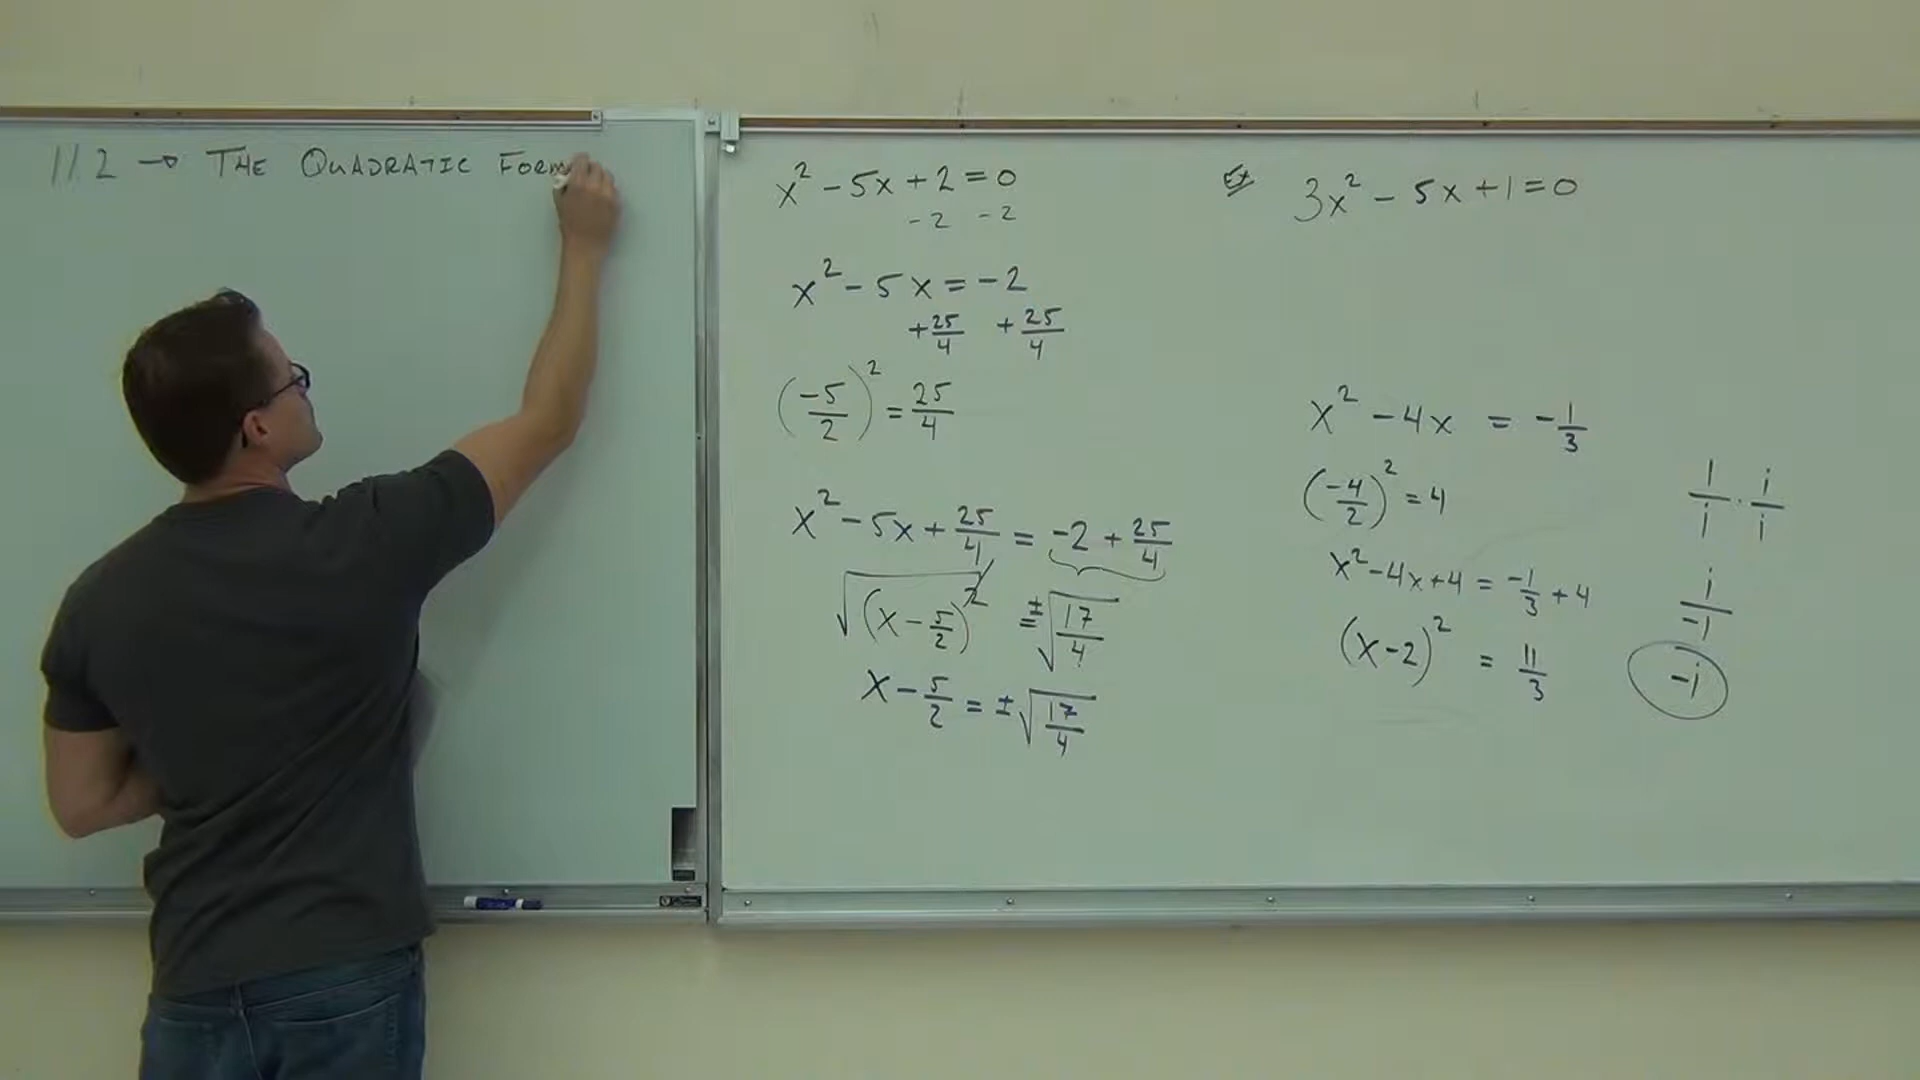 11.2 → THE QUADRATIC FORM
x² - 5x + 2 = 0
-2 -2
x² - 5x = -2
+25/4 +25/4
(-5/2)² = 25/4
x² - 5x + 25/4 = -2 + 25/4
√(x - 5/2)² = ±√17/4
x - 5/2 = ±√17/4
Ex 3x² - 5x + 1 = 0
x² - 4x = -1/3
(-4/2)² = 4
x² - 4x + 4 = -1/3 + 4
(x - 2)² = 11/3
1/i · i/i
i/-1
-i